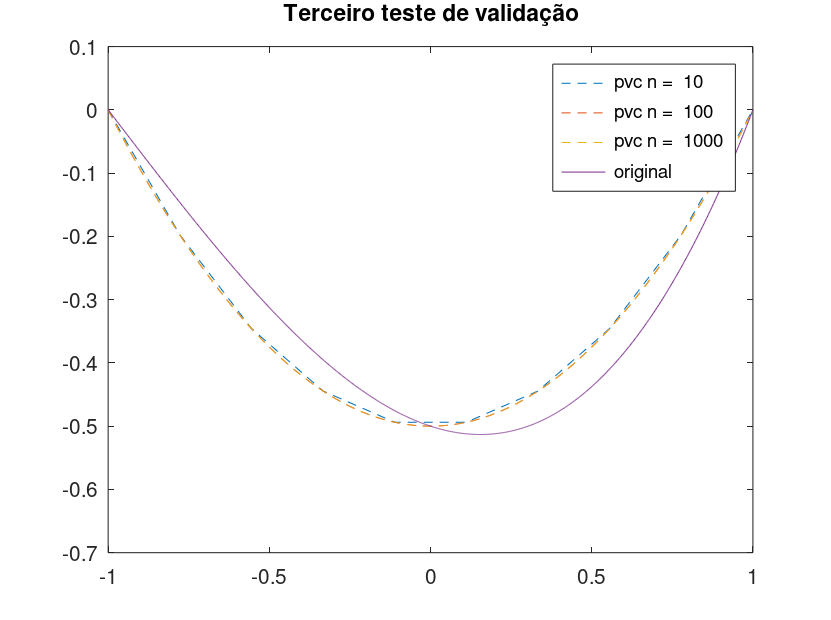 Terceiro teste de validação
0.1
pvc n = 10
pvc n = 100
pvc n = 1000
original
0
-0.1
-0.2
-0.3
-0.4
-0.5
-0.6
-0.7
-1
-0.5
0
0.5
1